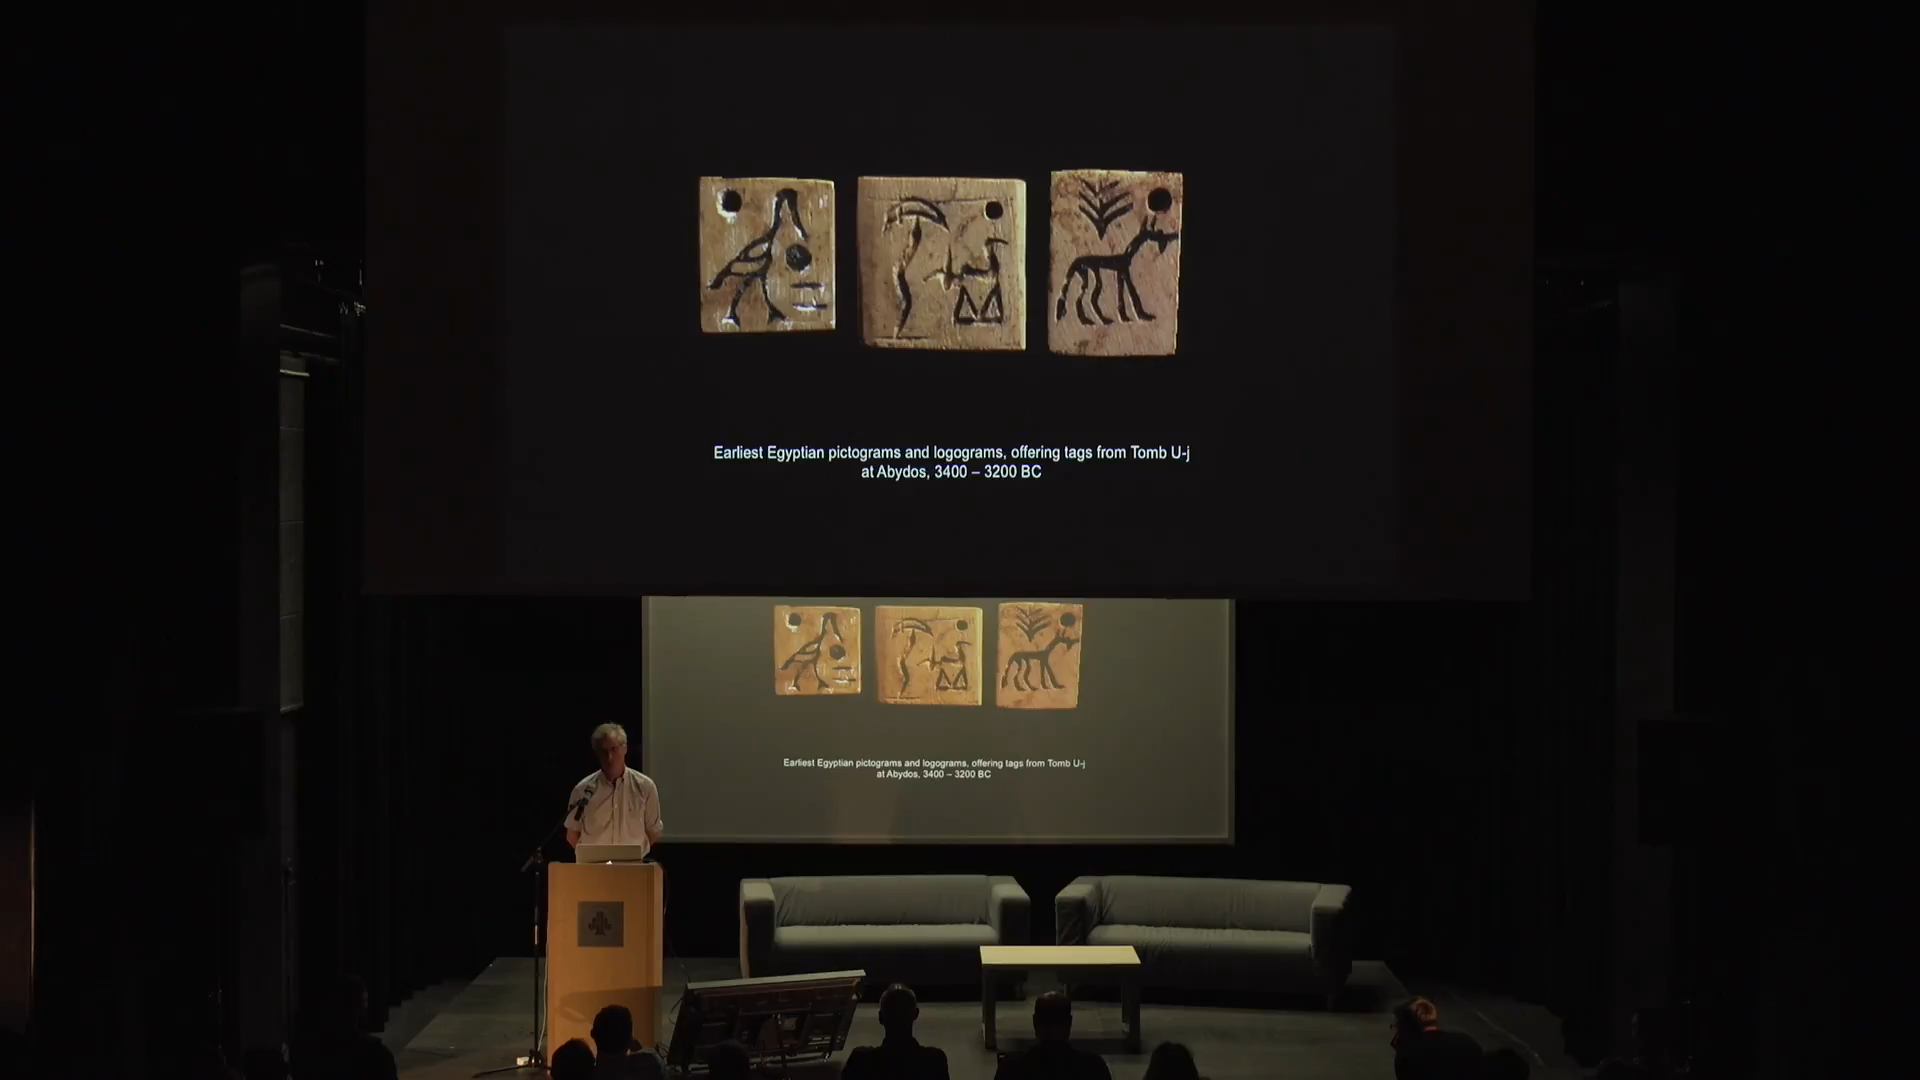 Earliest Egyptian pictograms and logograms, offering tags from Tomb U-j
at Abydos, 3400 – 3200 BC
Earliest Egyptian pictograms and logograms, offering tags from Tomb U-j
at Abydos, 3400 – 3200 BC